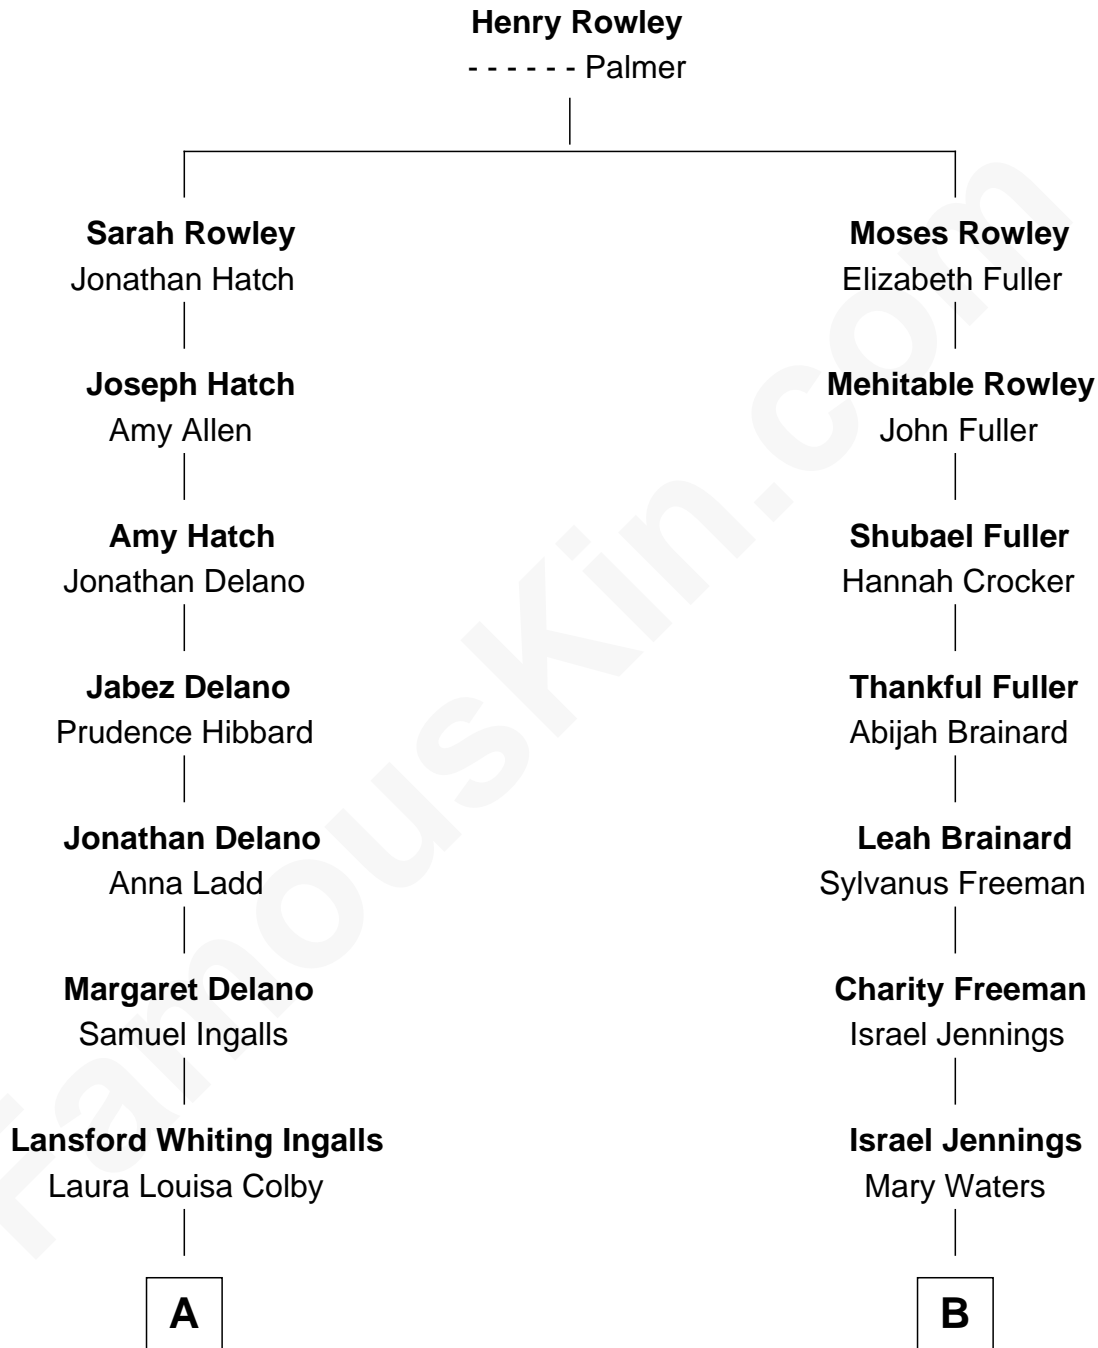 Henry Rowley
- - - - - - Palmer
Sarah Rowley
Jonathan Hatch
Moses Rowley
Elizabeth Fuller
Joseph Hatch
Amy Allen
Mehitable Rowley
John Fuller
Amy Hatch
Jonathan Delano
Shubael Fuller
Hannah Crocker
Jabez Delano
Prudence Hibbard
Thankful Fuller
Abijah Brainard
Jonathan Delano
Anna Ladd
Leah Brainard
Sylvanus Freeman
Margaret Delano
Samuel Ingalls
Charity Freeman
Israel Jennings
Lansford Whiting Ingalls
Laura Louisa Colby
Israel Jennings
Mary Waters
A
B
FamousKin.com